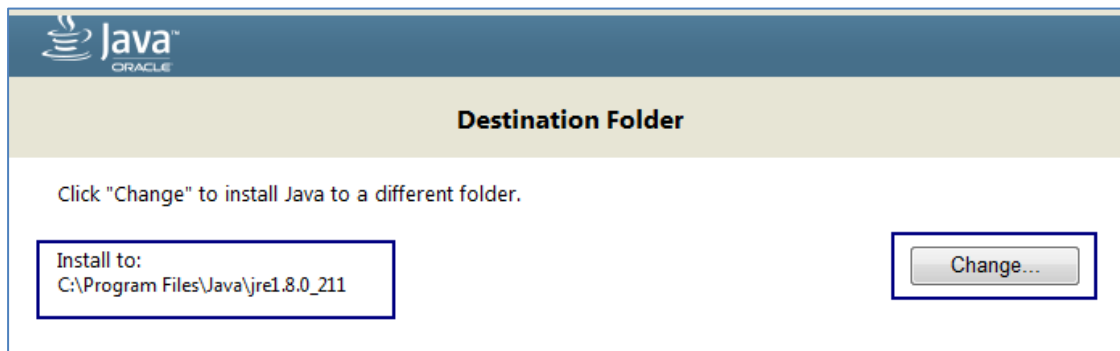 Java™
ORACLE
Destination Folder
Click "Change" to install Java to a different folder.
Install to:
C:\Program Files\Java\jre1.8.0_211
Change...